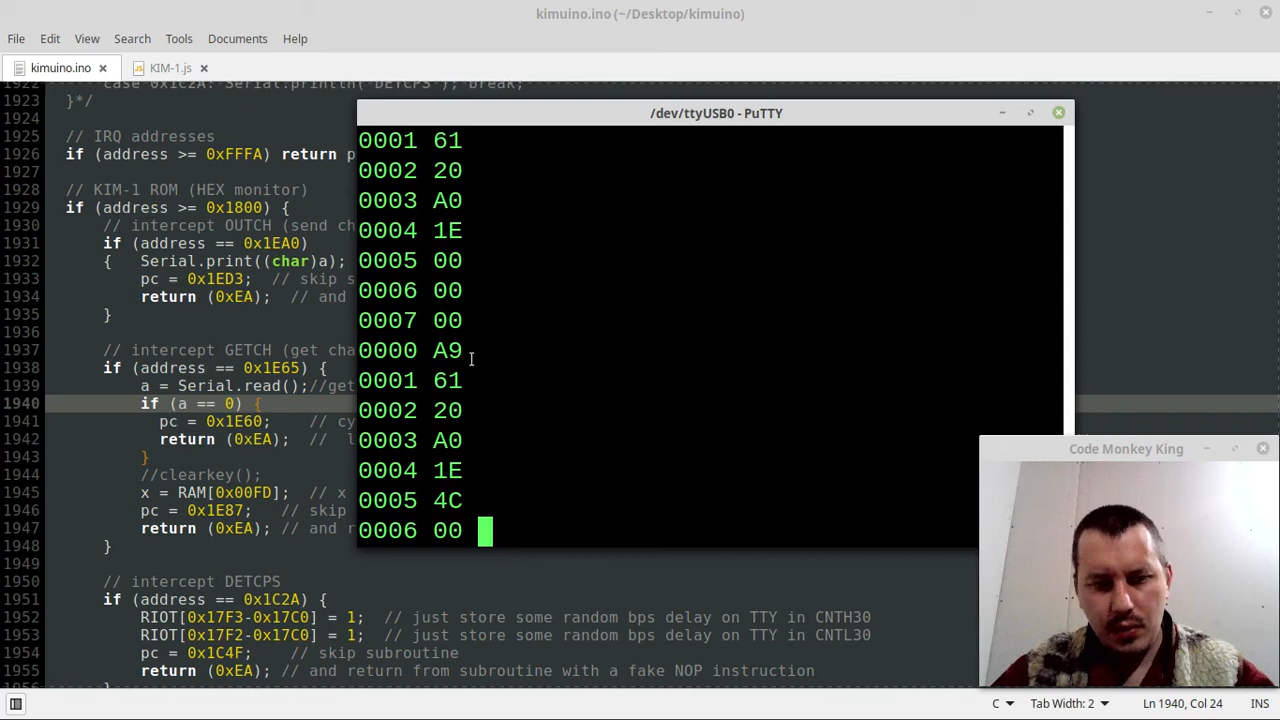 kimuino.ino (~/Desktop/kimuino)
File Edit View Search Tools Documents Help
kimuino.ino
KIM-1.js
1922 case 0x1C2A: Serial.println("DETCPS"); break;
1923 }*/
1924
1925 // IRQ addresses
1926 if (address >= 0xFFFA) return
1927
1928 // KIM-1 ROM (HEX monitor)
1929 if (address >= 0x1800) {
1930 // intercept OUTCH (send
1931 if (address == 0x1EA0)
1932 { Serial.print((char)a);
1933 pc = 0x1ED3; // skip
1934 return (0xEA); // and
1935 }
1936
1937 // intercept GETCH (get
1938 if (address == 0x1E65) {
1939 a = Serial.read();//get
1940 if (a == 0) {
1941 pc = 0x1E60; //
1942 return (0xEA); //
1943 }
1944 //clearkey();
1945 x = RAM[0x00FD]; // x
1946 pc = 0x1E87; // skip
1947 return (0xEA); // and
1948 }
1949
1950 // intercept DETCPS
1951 if (address == 0x1C2A) {
1952 RIOT[0x17F3-0x17C0] = 1; // just store some random bps delay on TTY in CNTH30
1953 RIOT[0x17F2-0x17C0] = 1; // just store some random bps delay on TTY in CNTL30
1954 pc = 0x1C4F; // skip subroutine
1955 return (0xEA); // and return from subroutine with a fake NOP instruction
1956 }
/dev/ttyUSB0 - PuTTY
0001 61
0002 20
0003 A0
0004 1E
0005 00
0006 00
0007 00
0000 A9
0001 61
0002 20
0003 A0
0004 1E
0005 4C
0006 00
Code Monkey King
C Tab Width: 2 Ln 1940, Col 24 INS